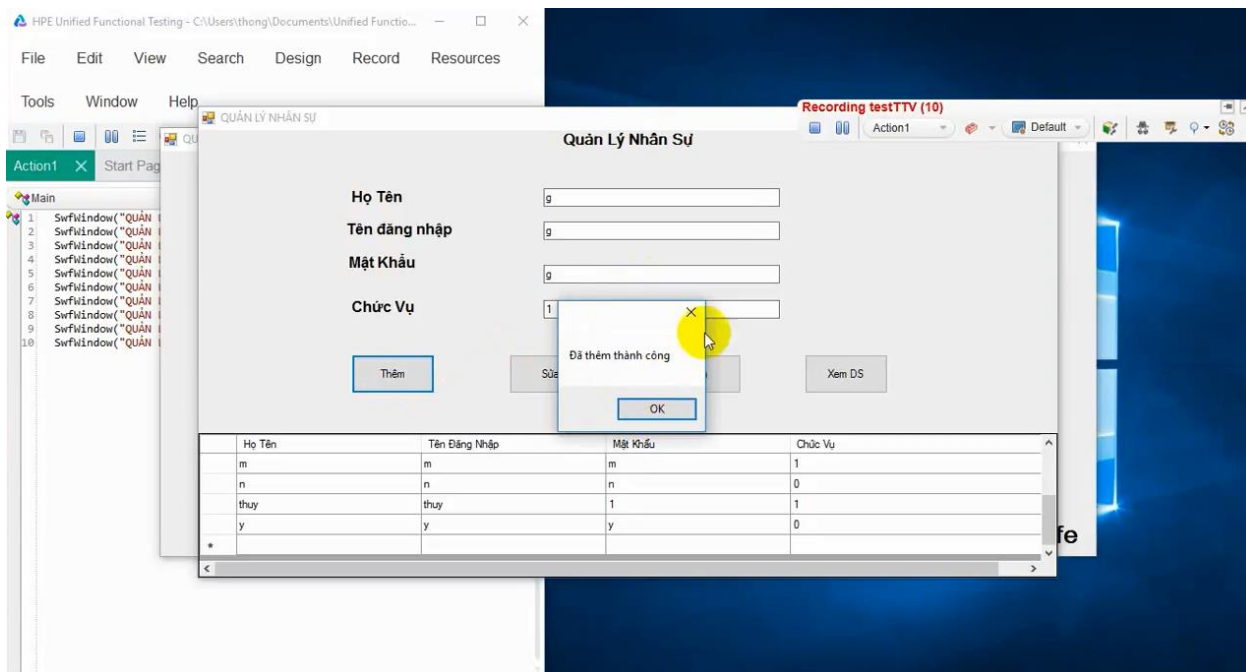 HPE Unified Functional Testing - C:\Users\thong\Documents\Unified Functio...
File Edit View Search Design Record Resources
Tools Window Help
Action1 Start Pag
Main
1 SwfWindow("QUẢN
2 SwfWindow("QUẢN
3 SwfWindow("QUẢN
4 SwfWindow("QUẢN
5 SwfWindow("QUẢN
6 SwfWindow("QUẢN
7 SwfWindow("QUẢN
8 SwfWindow("QUẢN
9 SwfWindow("QUẢN
10 SwfWindow("QUẢN
QU
QUẢN LÝ NHÂN SỰ
Recording testTTV (10)
Action1 Default
Quản Lý Nhân Sự
Họ Tên g
Tên đăng nhập g
Mật Khẩu g
Chức Vụ 1
Đã thêm thành công
OK
Thêm Sửa Xem DS
Họ Tên Tên Đăng Nhập Mật Khẩu Chức Vụ
m m m 1
n n n 0
thuy thuy 1 1
y y y 0
*
fe